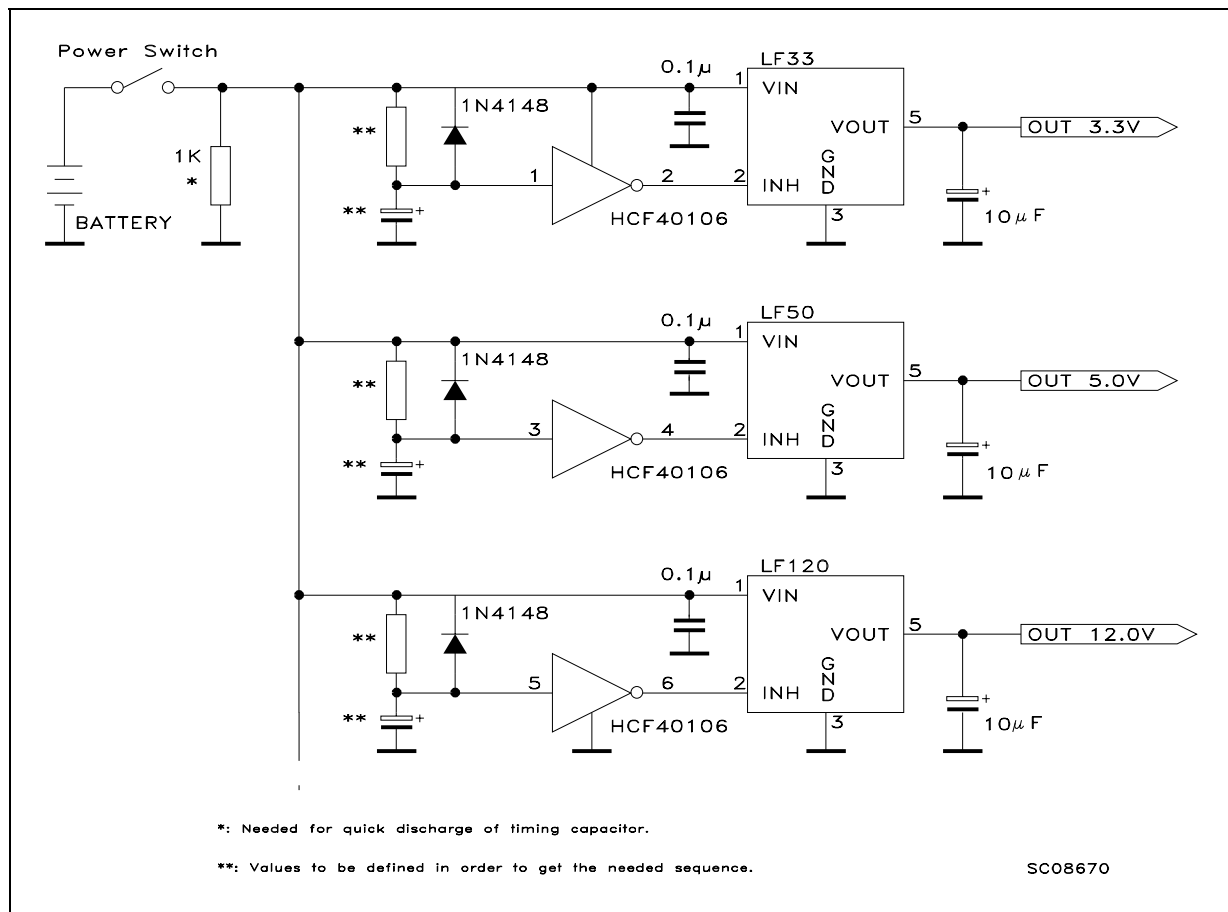 Power Switch
BATTERY
1K
*
**
**
1N4148
1
2
HCF40106
0.1µ
LF33
1
VIN
2
INH
VOUT
GND
3
5
10µF
OUT 3.3V
**
**
1N4148
3
4
HCF40106
0.1µ
LF50
1
VIN
2
INH
VOUT
GND
3
5
10µF
OUT 5.0V
**
**
1N4148
5
6
HCF40106
0.1µ
LF120
1
VIN
2
INH
VOUT
GND
3
5
10µF
OUT 12.0V
*: Needed for quick discharge of timing capacitor.
**: Values to be defined in order to get the needed sequence.
SC08670